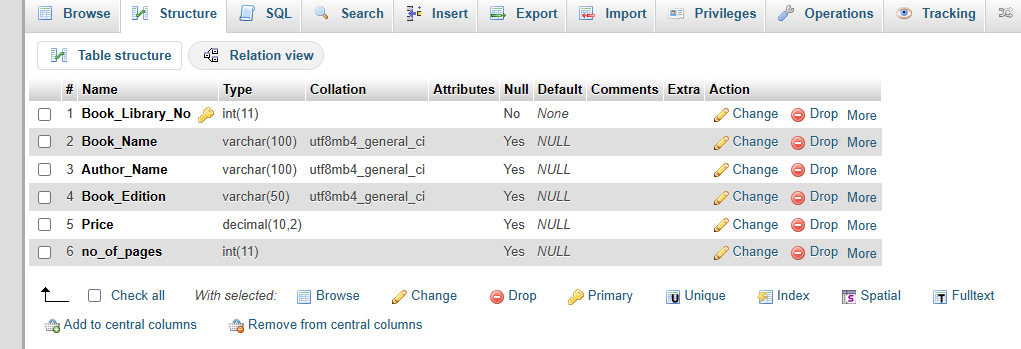 Browse Structure SQL Search Insert Export Import Privileges Operations Tracking
Table structure Relation view
# Name Type Collation Attributes Null Default Comments Extra Action
1 Book_Library_No int(11) No None Change Drop More
2 Book_Name varchar(100) utf8mb4_general_ci Yes NULL Change Drop More
3 Author_Name varchar(100) utf8mb4_general_ci Yes NULL Change Drop More
4 Book_Edition varchar(50) utf8mb4_general_ci Yes NULL Change Drop More
5 Price decimal(10,2) Yes NULL Change Drop More
6 no_of_pages int(11) Yes NULL Change Drop More
Check all With selected: Browse Change Drop Primary Unique Index Spatial Fulltext
Add to central columns Remove from central columns